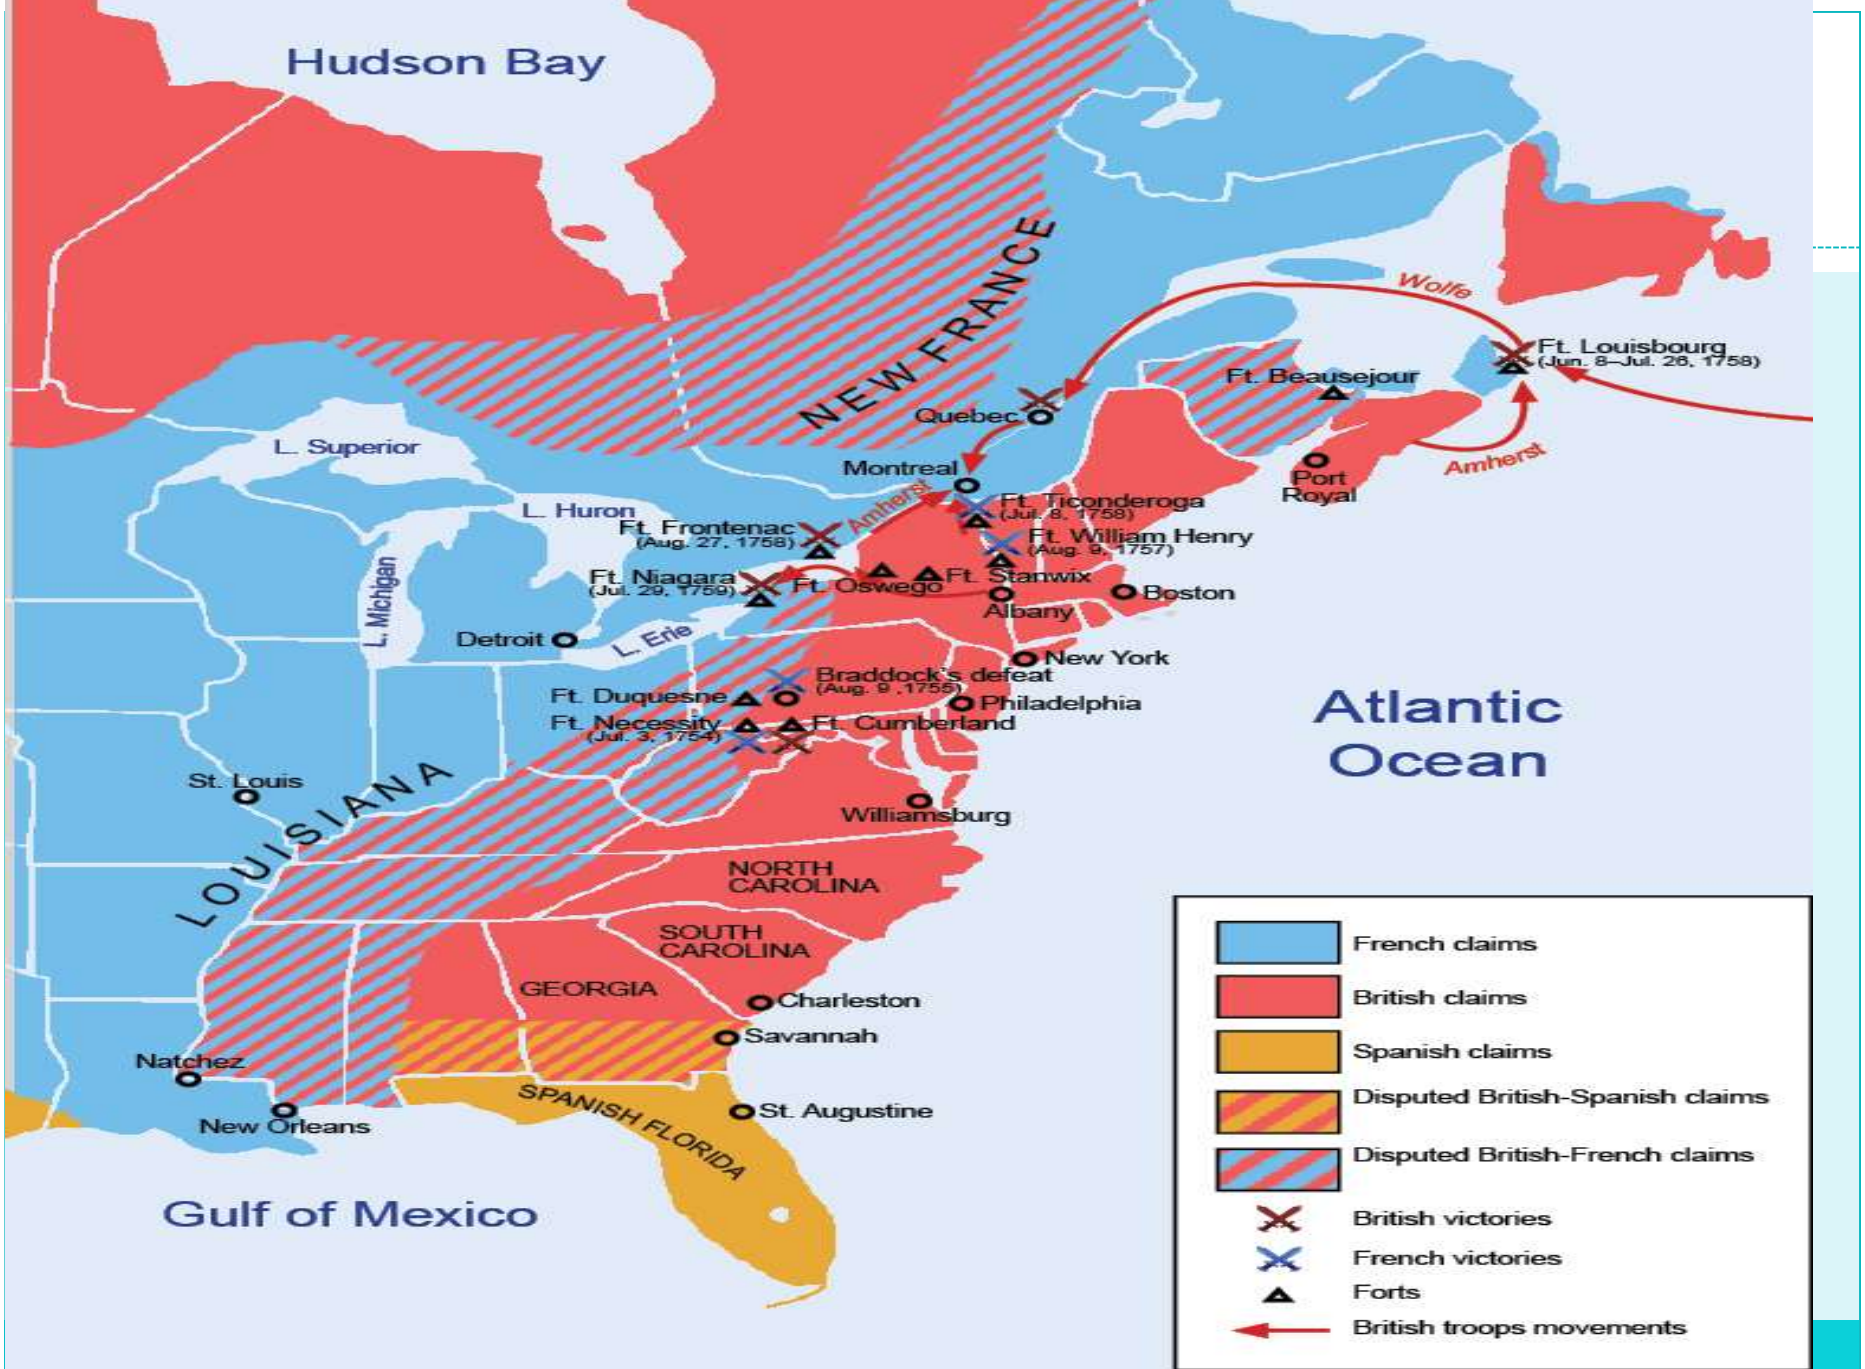 Hudson Bay
NEW FRANCE
Wolfe
Ft. Louisbourg
(Jun. 8–Jul. 26, 1758)
Ft. Beausejour
Quebec
L. Superior
Amherst
Montreal
Port
Royal
L. Huron
Amherst
Ft. Ticonderoga
(Jul. 8, 1758)
Ft. Frontenac
(Aug. 27, 1758)
Ft. William Henry
(Aug. 9, 1757)
L. Michigan
Ft. Niagara
(Jul. 29, 1759)
Ft. Oswego
Ft. Stanwix
Boston
Albany
Detroit
L. Erie
New York
Braddock's defeat
(Aug. 9 ,1755)
Ft. Duquesne
Philadelphia
Ft. Necessity
(Jul. 3, 1754)
Ft. Cumberland
Atlantic
Ocean
St. Louis
LOUISIANA
Williamsburg
NORTH
CAROLINA
SOUTH
CAROLINA
GEORGIA
Charleston
Savannah
Natchez
SPANISH FLORIDA
St. Augustine
New Orleans
Gulf of Mexico
French claims
British claims
Spanish claims
Disputed British-Spanish claims
Disputed British-French claims
British victories
French victories
Forts
British troops movements